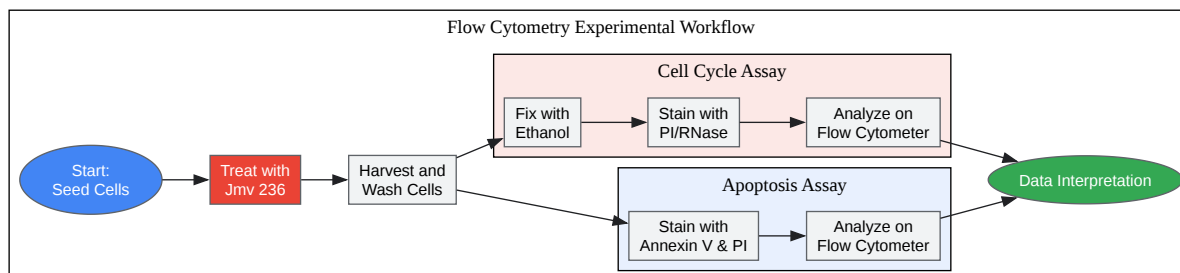 Flow Cytometry Experimental Workflow
Cell Cycle Assay
Fix with
Ethanol
Stain with
PI/RNase
Analyze on
Flow Cytometer
Start:
Seed Cells
Treat with
Jmv 236
Harvest and
Wash Cells
Apoptosis Assay
Stain with
Annexin V & PI
Analyze on
Flow Cytometer
Data Interpretation